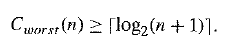 C_worst(n) ≥ ⌈log₂(n + 1)⌉.